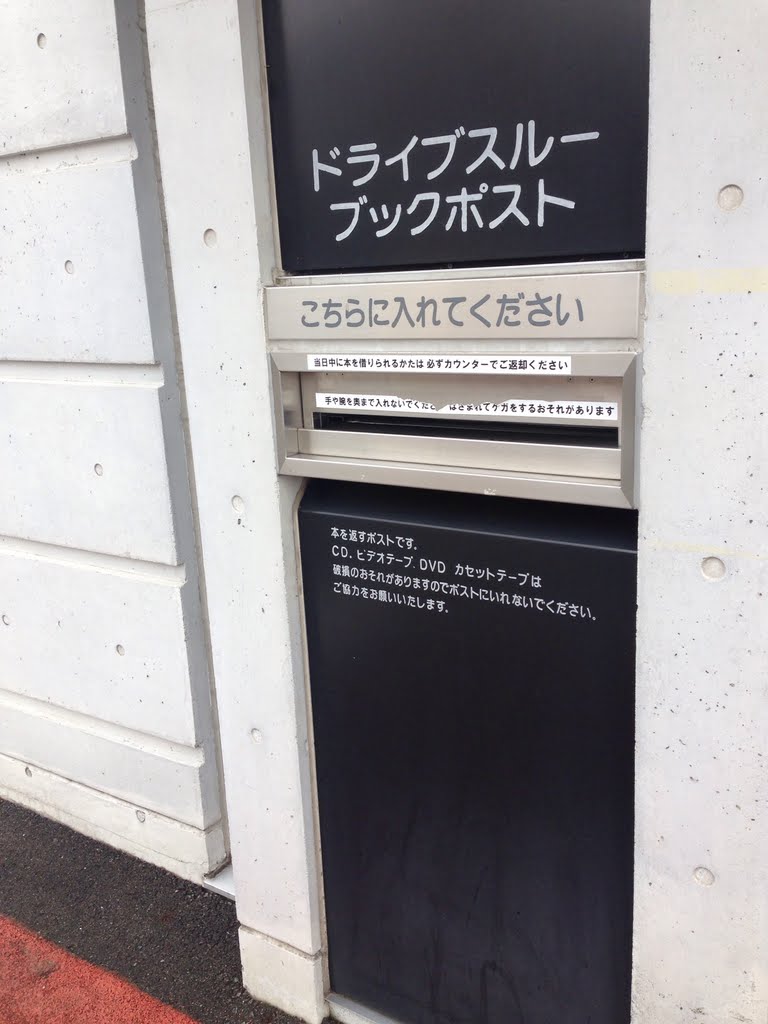 ドライブスルー
ブックポスト
こちらに入れてください
当日中に本を借りられるかたは 必ずカウンターでご返却ください
手や腕を奥まで入れないでくださ はさまれてケガをするおそれがあります
本を返すポストです.
CD. ビデオテープ. DVD カセットテープは
破損のおそれがありますのでポストにいれないでください.
ご協力をお願いいたします.